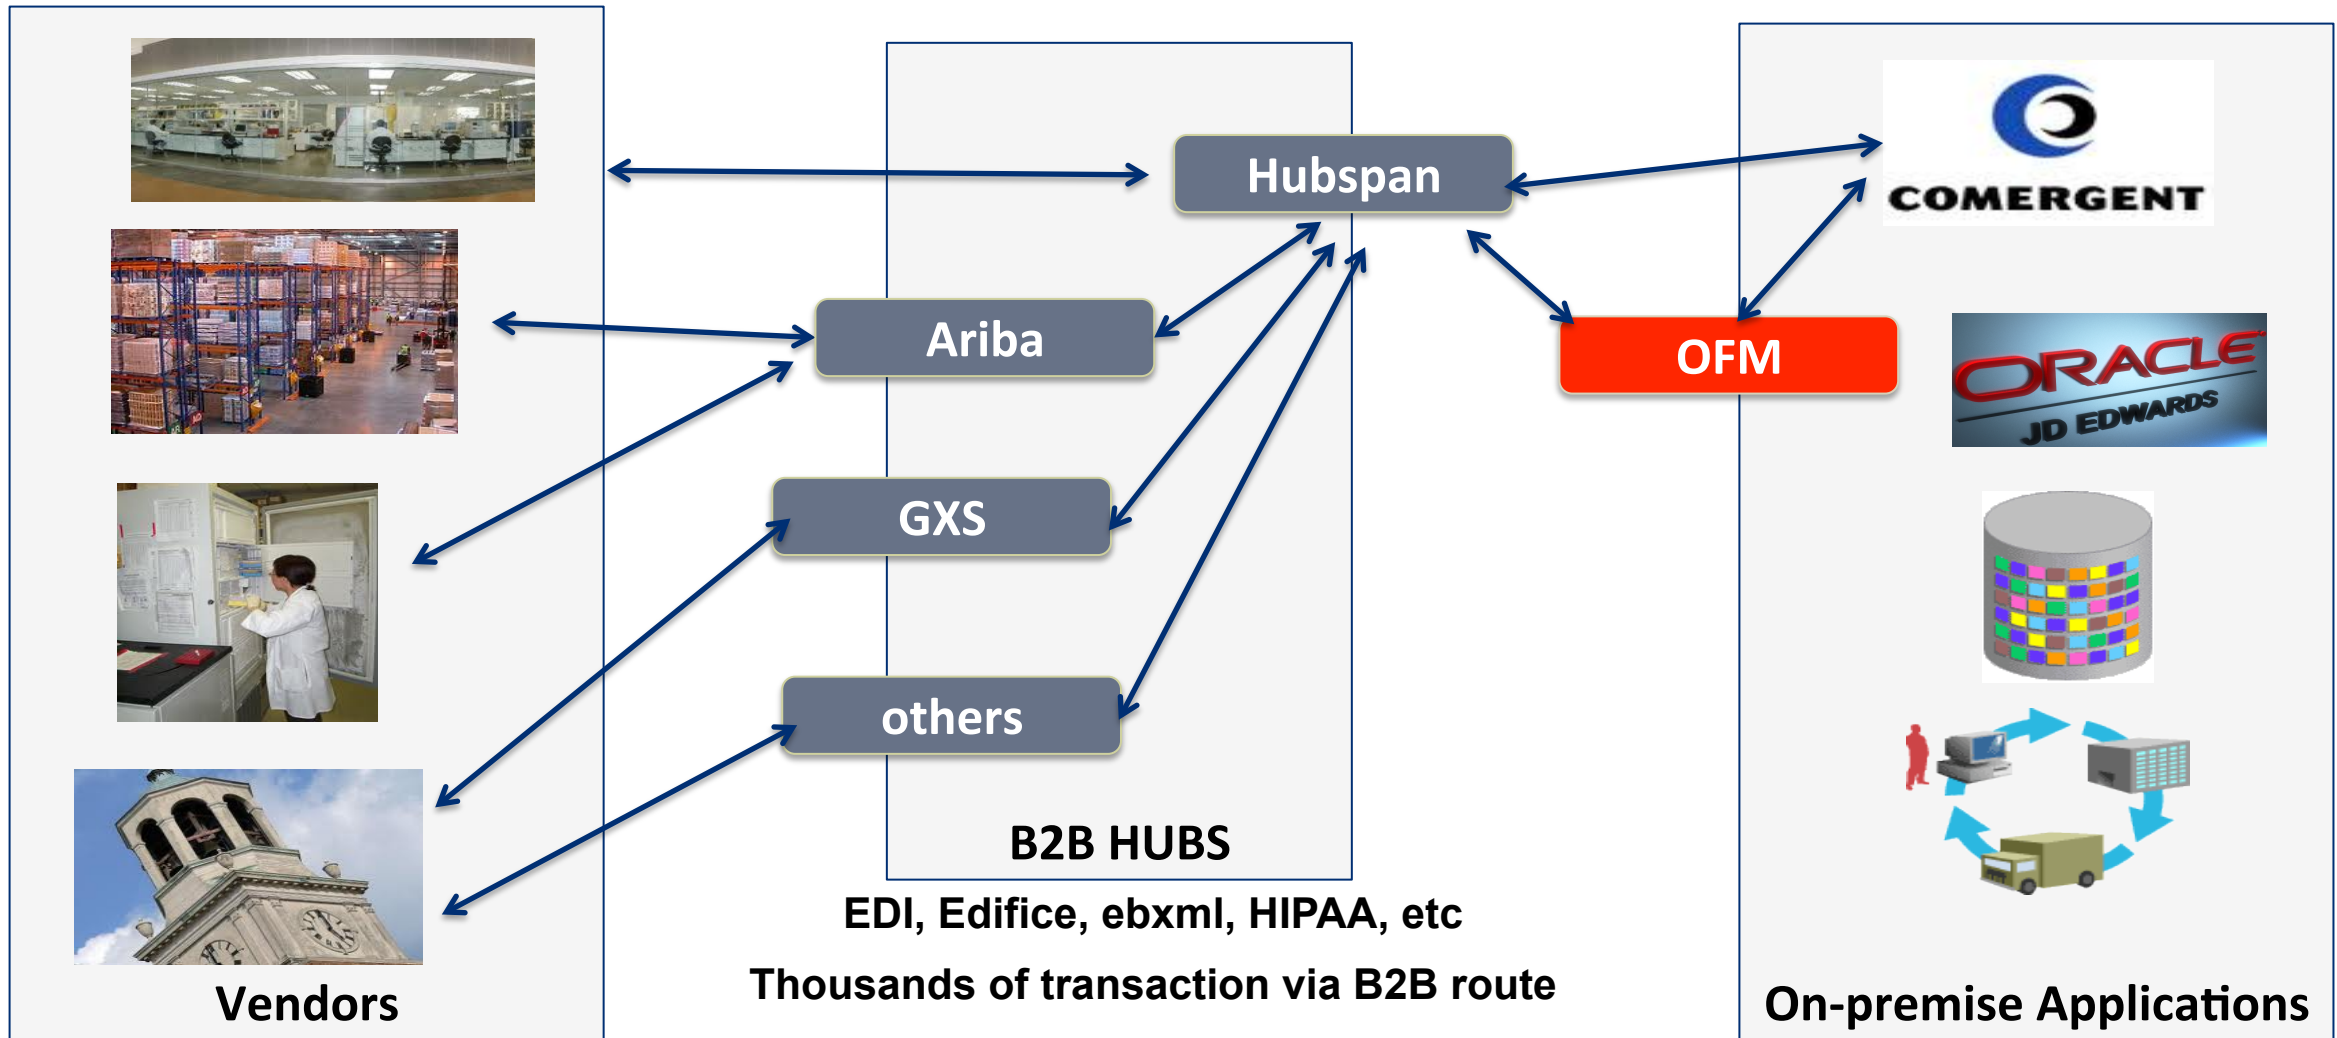 Hubspan
COMERGENT
Ariba
OFM
ORACLE
JD EDWARDS
GXS
others
B2B HUBS
EDI, Edifice, ebxml, HIPAA, etc
Thousands of transaction via B2B route
Vendors
On-premise Applications